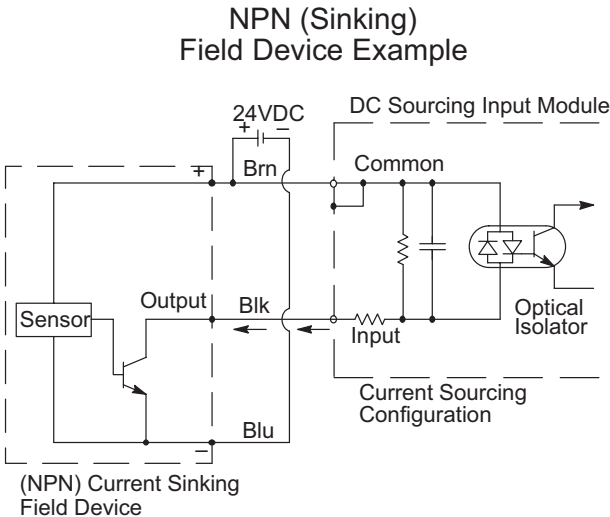 NPN (Sinking)
Field Device Example
DC Sourcing Input Module
24VDC
+ −
+
Brn
Common
Sensor
Output
Blk
Input
Optical
Isolator
Blu
−
Current Sourcing
Configuration
(NPN) Current Sinking
Field Device